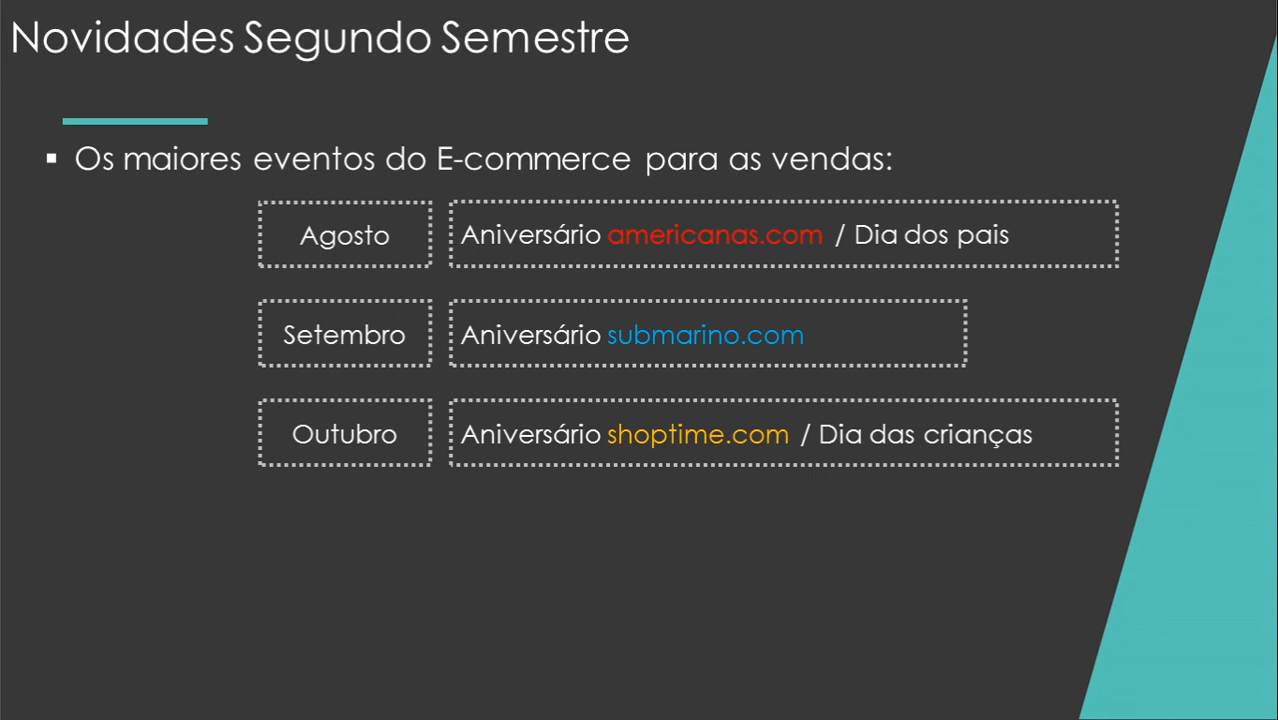 Novidades Segundo Semestre
▪ Os maiores eventos do E-commerce para as vendas:
Agosto
Aniversário americanas.com / Dia dos pais
Setembro
Aniversário submarino.com
Outubro
Aniversário shoptime.com / Dia das crianças